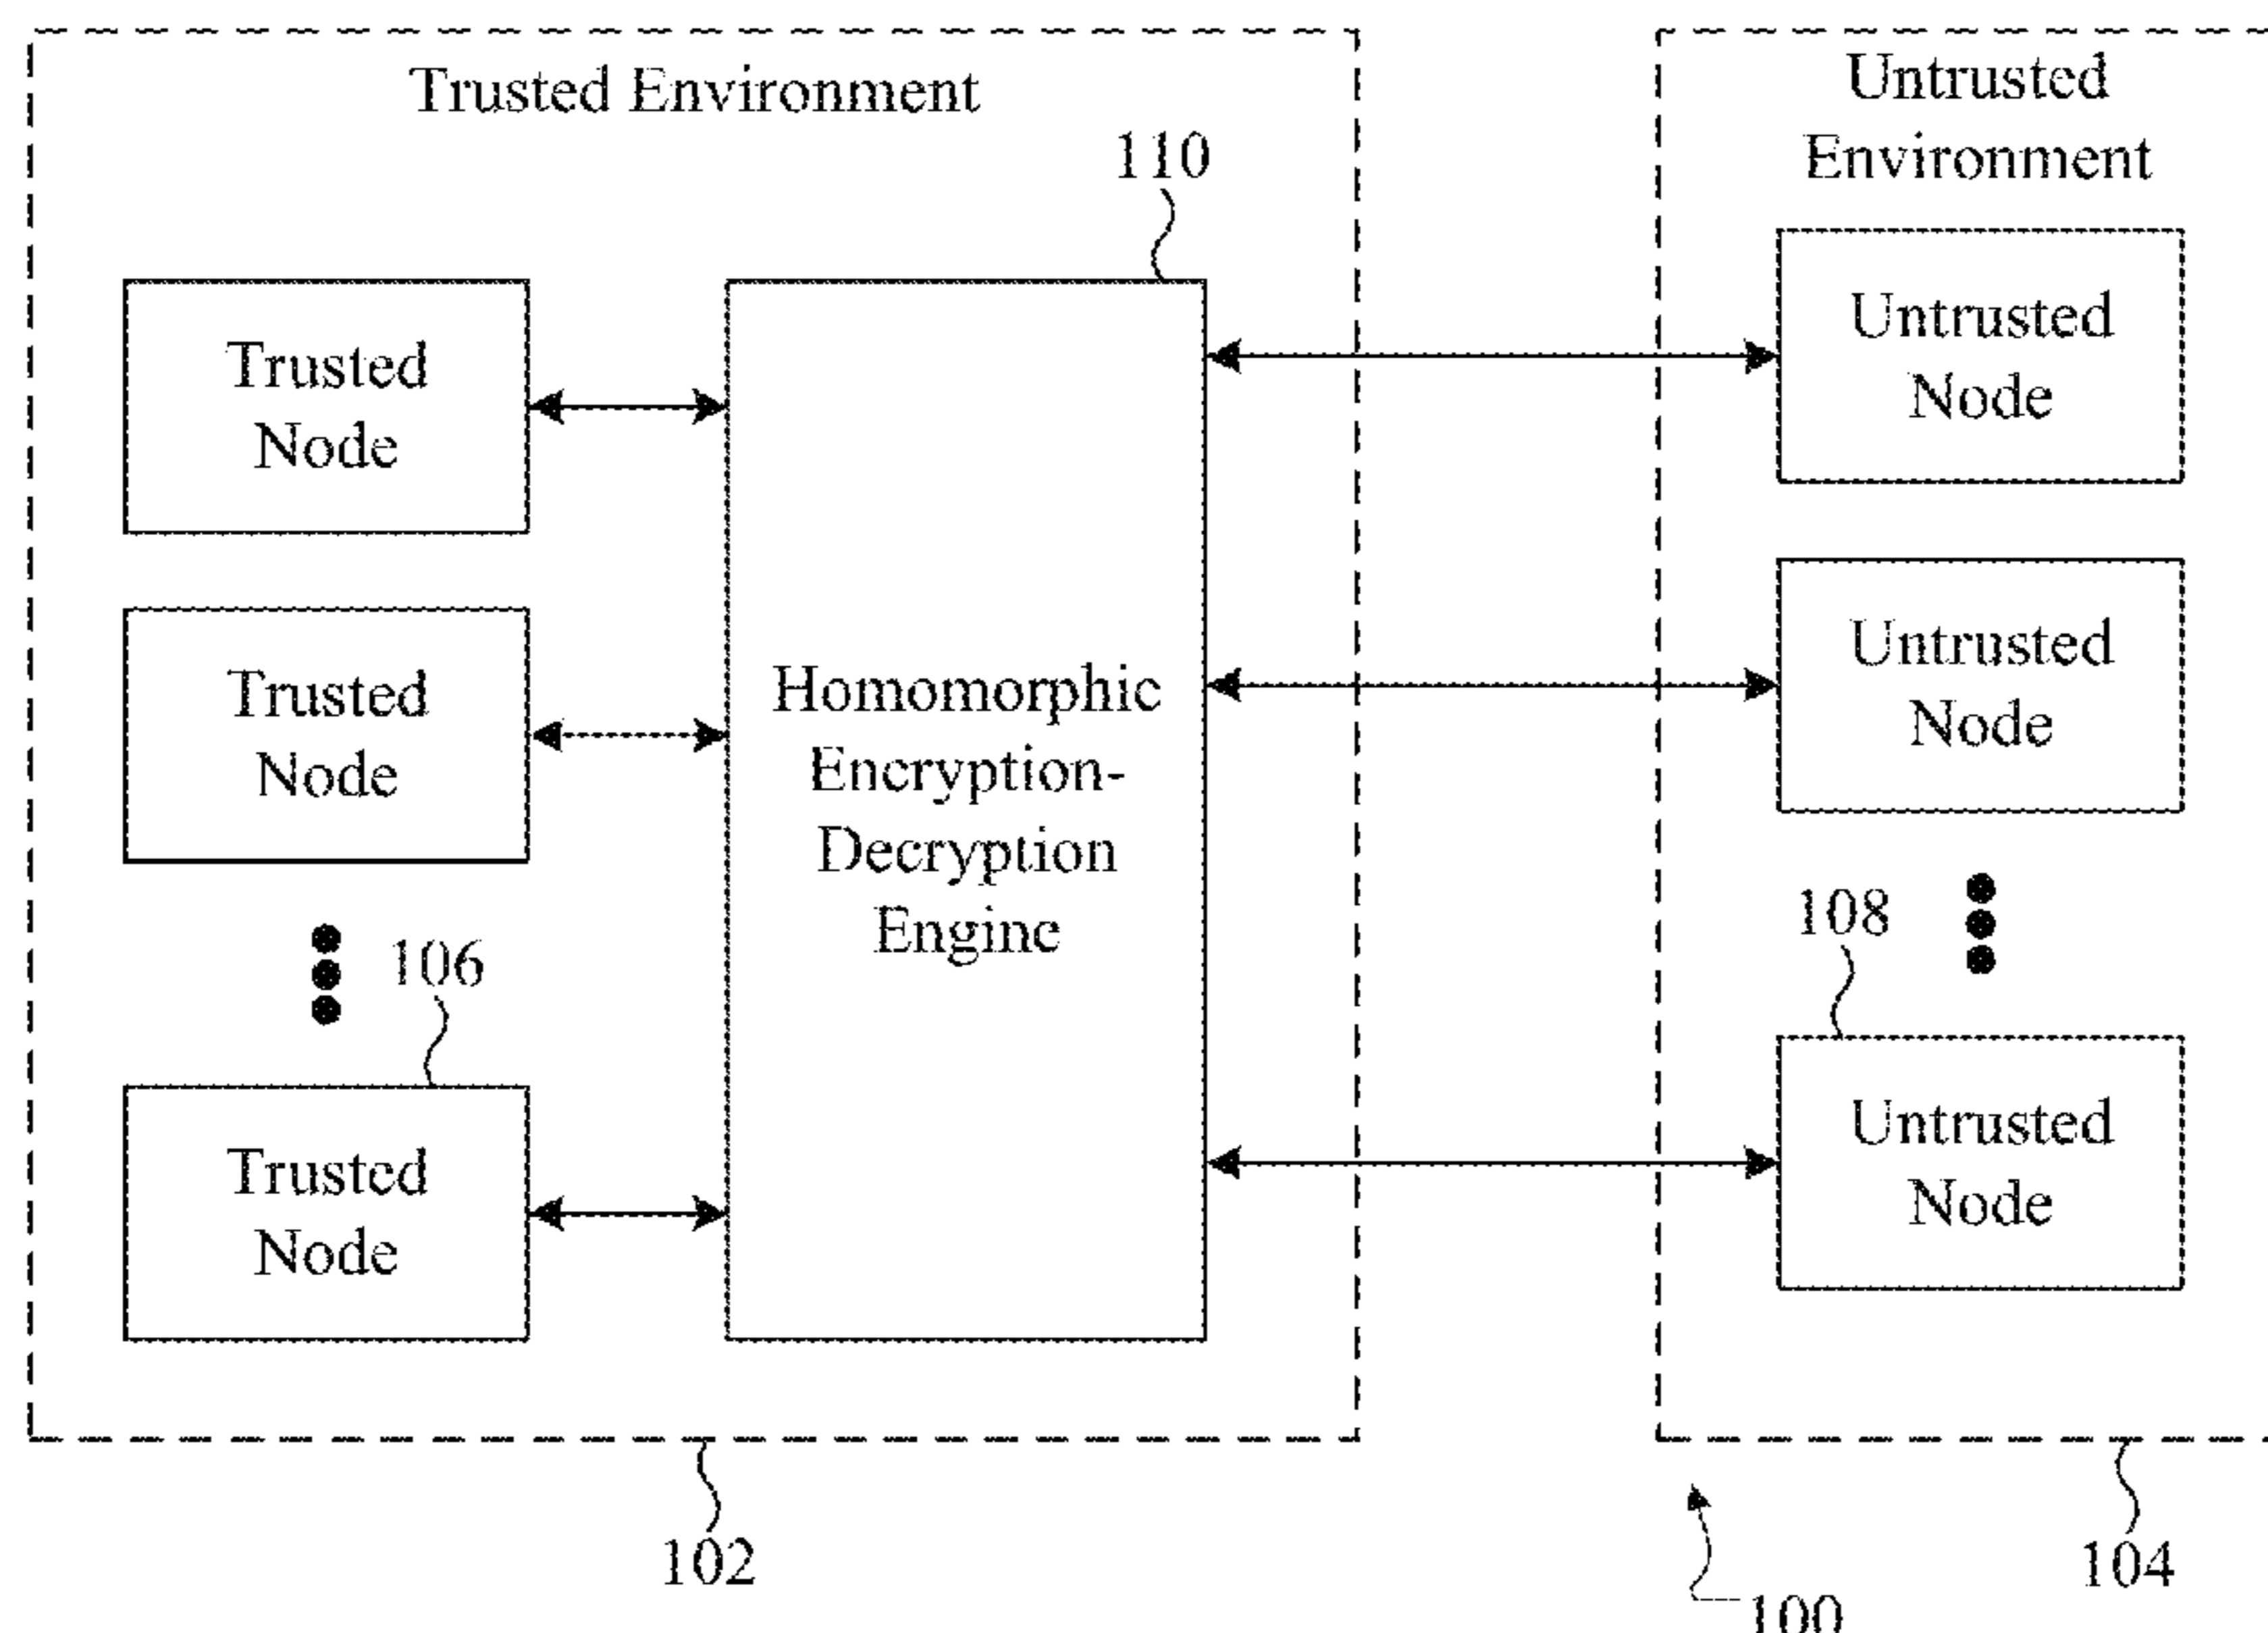 Trusted Environment
110
Trusted
Node
Trusted
Node
106
Trusted
Node
Homomorphic
Encryption-
Decryption
Engine
102
Untrusted
Environment
Untrusted
Node
Untrusted
Node
108
Untrusted
Node
104
100